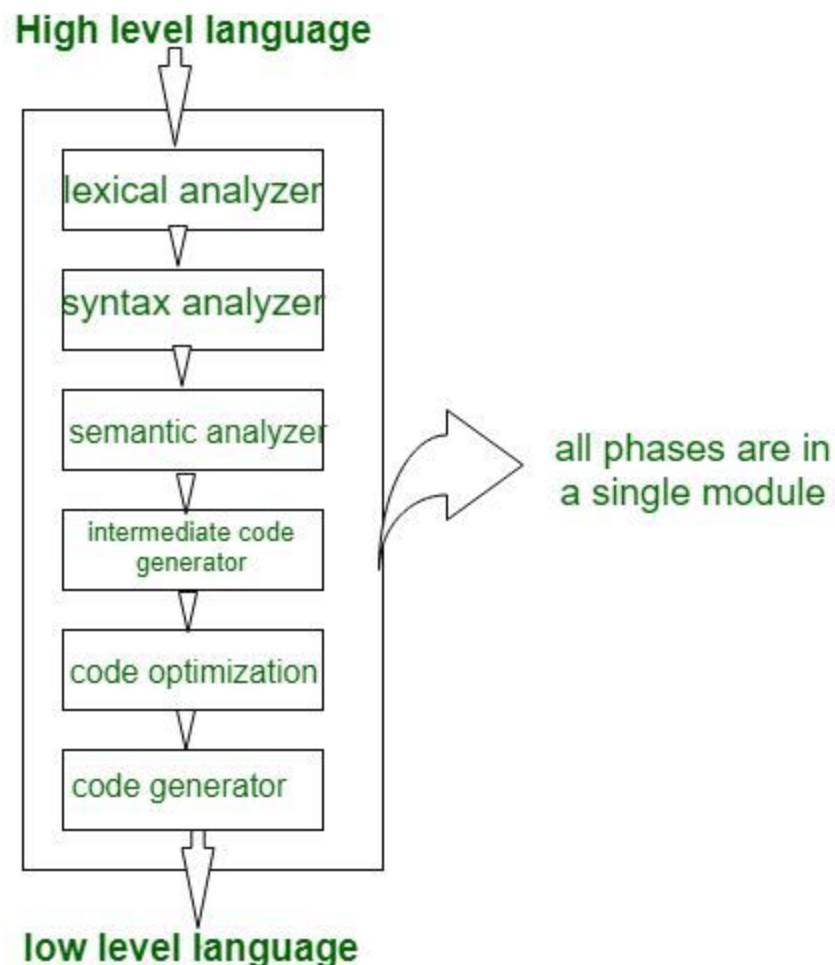 High level language
lexical analyzer
syntax analyzer
semantic analyzer
intermediate code
generator
code optimization
code generator
low level language
all phases are in
a single module